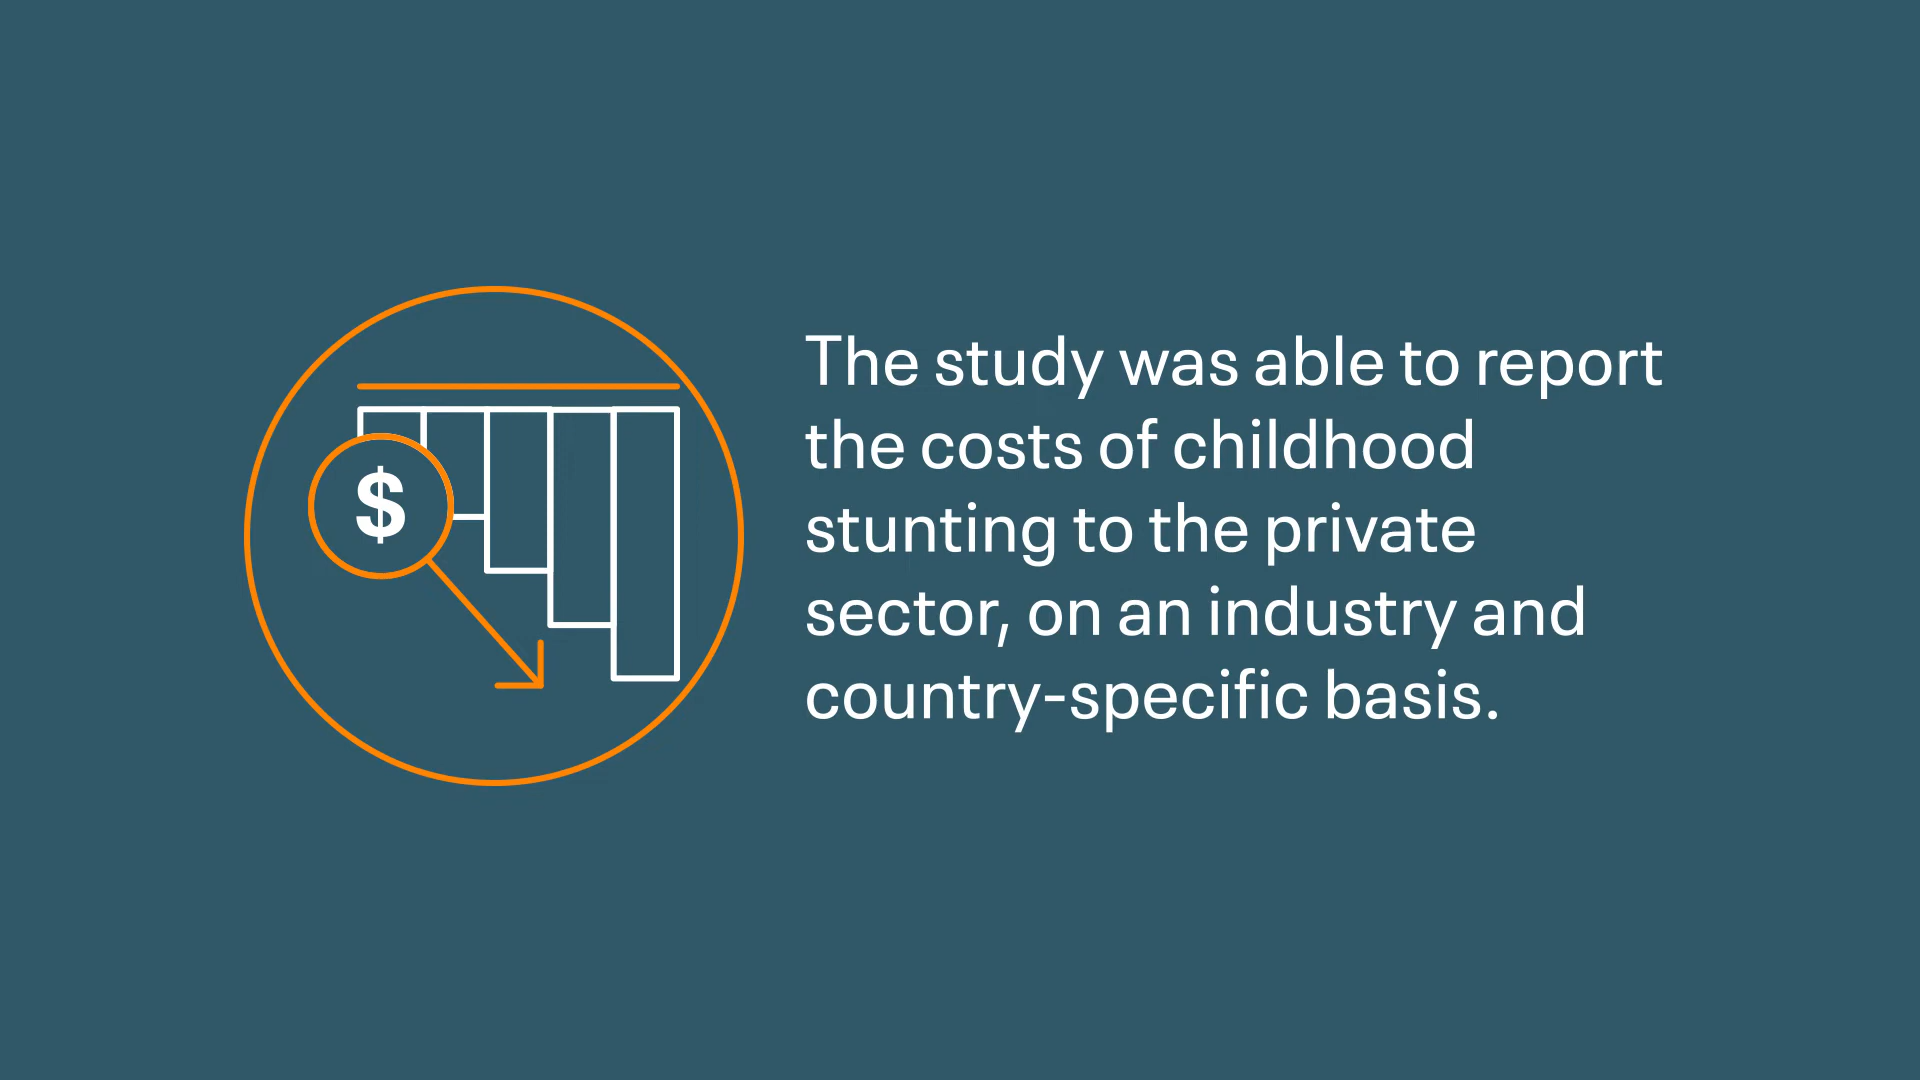 $
The study was able to report
the costs of childhood
stunting to the private
sector, on an industry and
country-specific basis.